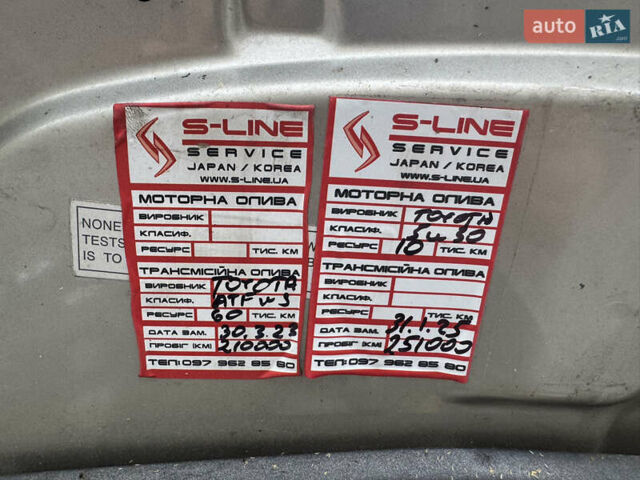 auto RIA.com
S-LINE
SERVICE
JAPAN / KOREA
WWW.S-LINE.UA
МОТОРНА ОЛИВА
ВИРОБНИК
КЛАСИФ.
РЕСУРС ТИС. КМ
ТРАНСМІСІЙНА ОЛИВА
ВИРОБНИК TOYOTA
КЛАСИФ. ATF WS
РЕСУРС 60 ТИС. КМ
ДАТА ЗАМ. 30.3.23
ПРОБІГ (КМ) 210000
ТЕЛ: 097 962 85 80
S-LINE
SERVICE
JAPAN / KOREA
WWW.S-LINE.UA
МОТОРНА ОЛИВА
ВИРОБНИК TOYOTA
КЛАСИФ. 5w30
РЕСУРС 10 ТИС. КМ
ТРАНСМІСІЙНА ОЛИВА
ВИРОБНИК
КЛАСИФ.
РЕСУРС ТИС. КМ
ДАТА ЗАМ. 31.1.25
ПРОБІГ (КМ) 251000
ТЕЛ: 097 962 85 80
NONE
TESTS
IS TO